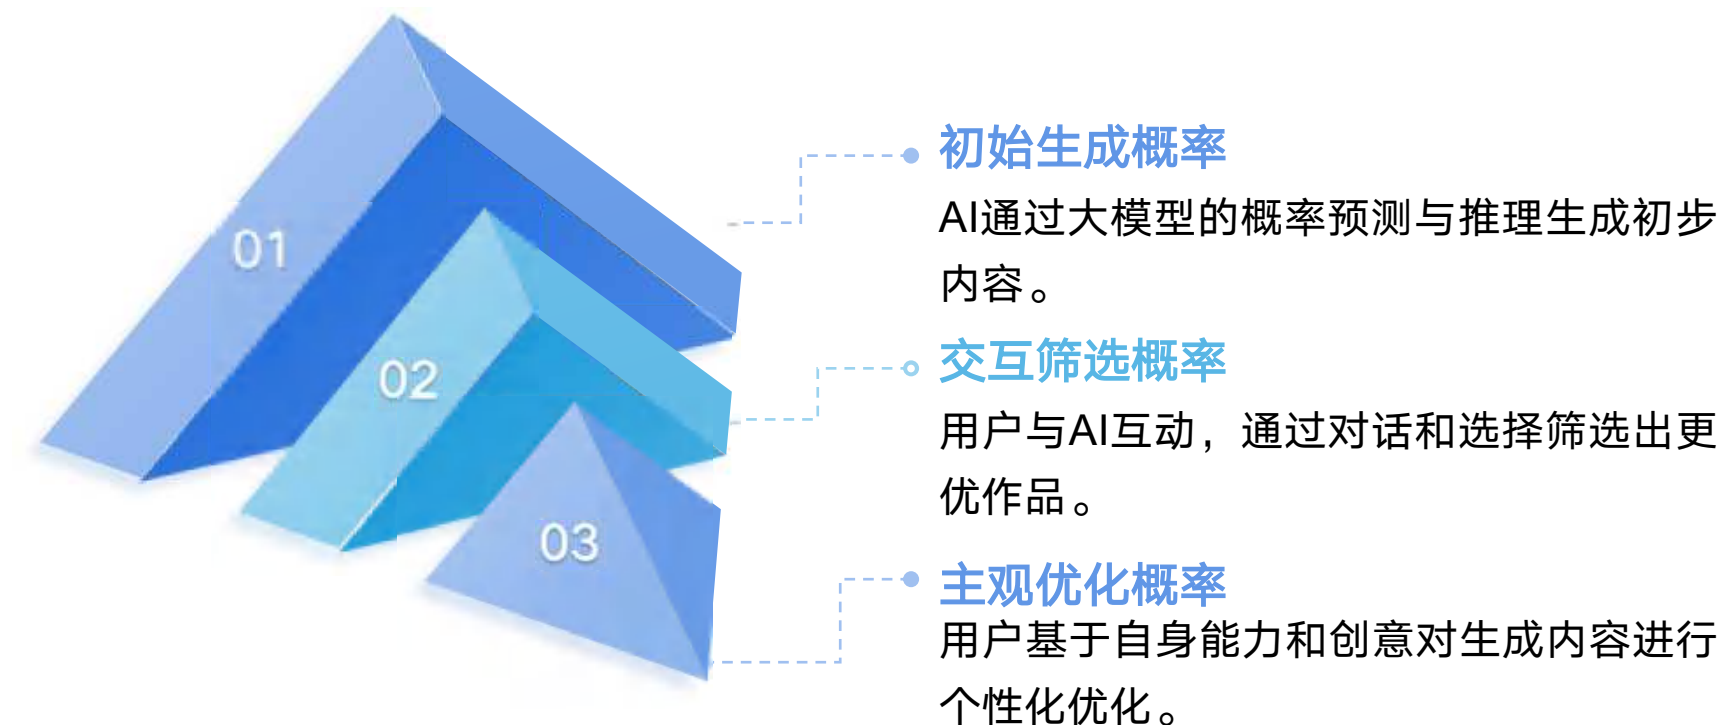 01
初始生成概率
AI通过大模型的概率预测与推理生成初步
内容。
02
交互筛选概率
用户与AI互动，通过对话和选择筛选出更
优作品。
03
主观优化概率
用户基于自身能力和创意对生成内容进行
个性化优化。